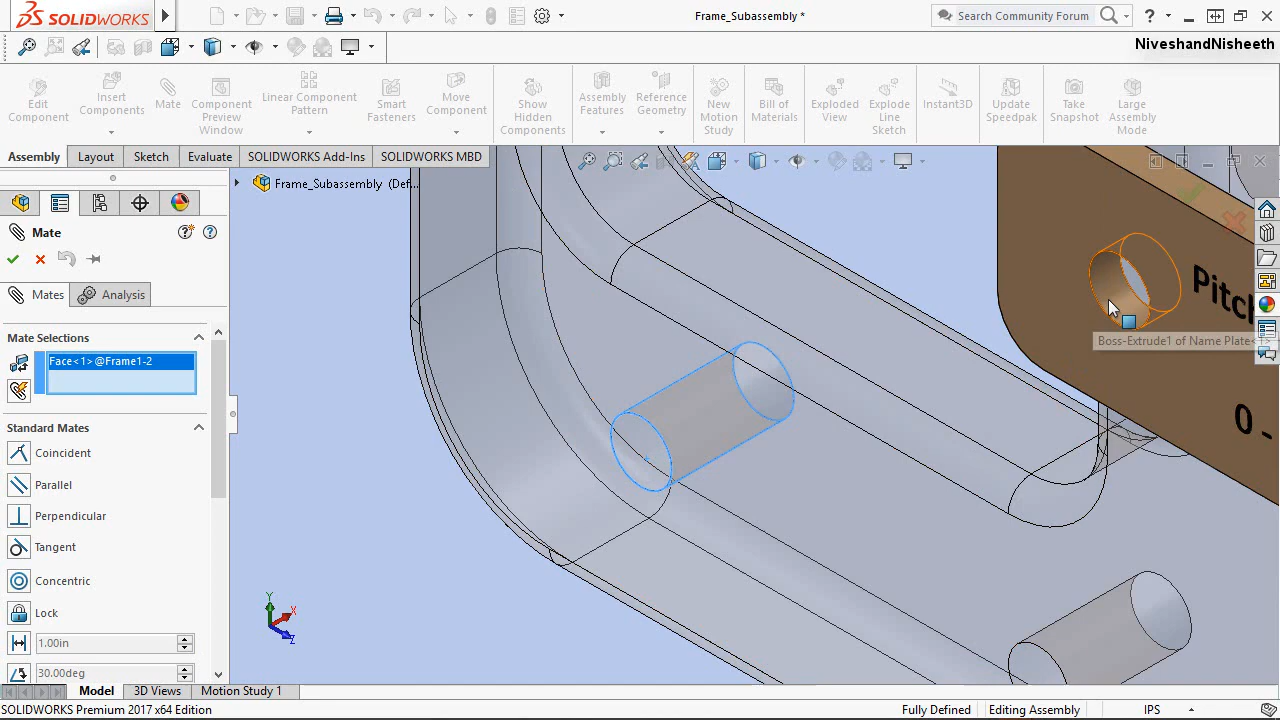 SOLIDWORKS
Frame_Subassembly *
Search Community Forum
?
NiveshandNisheeth
Edit Component
Insert Components
Mate
Component Preview Window
Linear Component Pattern
Smart Fasteners
Move Component
Show Hidden Components
Assembly Features
Reference Geometry
New Motion Study
Bill of Materials
Exploded View
Explode Line Sketch
Instant3D
Update Speedpak
Take Snapshot
Large Assembly Mode
Assembly
Layout
Sketch
Evaluate
SOLIDWORKS Add-Ins
SOLIDWORKS MBD
Frame_Subassembly (Def...
Mate
Mates
Analysis
Mate Selections
Face<1>@Frame1-2
Standard Mates
Coincident
Parallel
Perpendicular
Tangent
Concentric
Lock
1.00in
30.00deg
Pitch
Boss-Extrude1 of Name Plate<1>
0 -
Y
X
Z
Model
3D Views
Motion Study 1
SOLIDWORKS Premium 2017 x64 Edition
Fully Defined
Editing Assembly
IPS